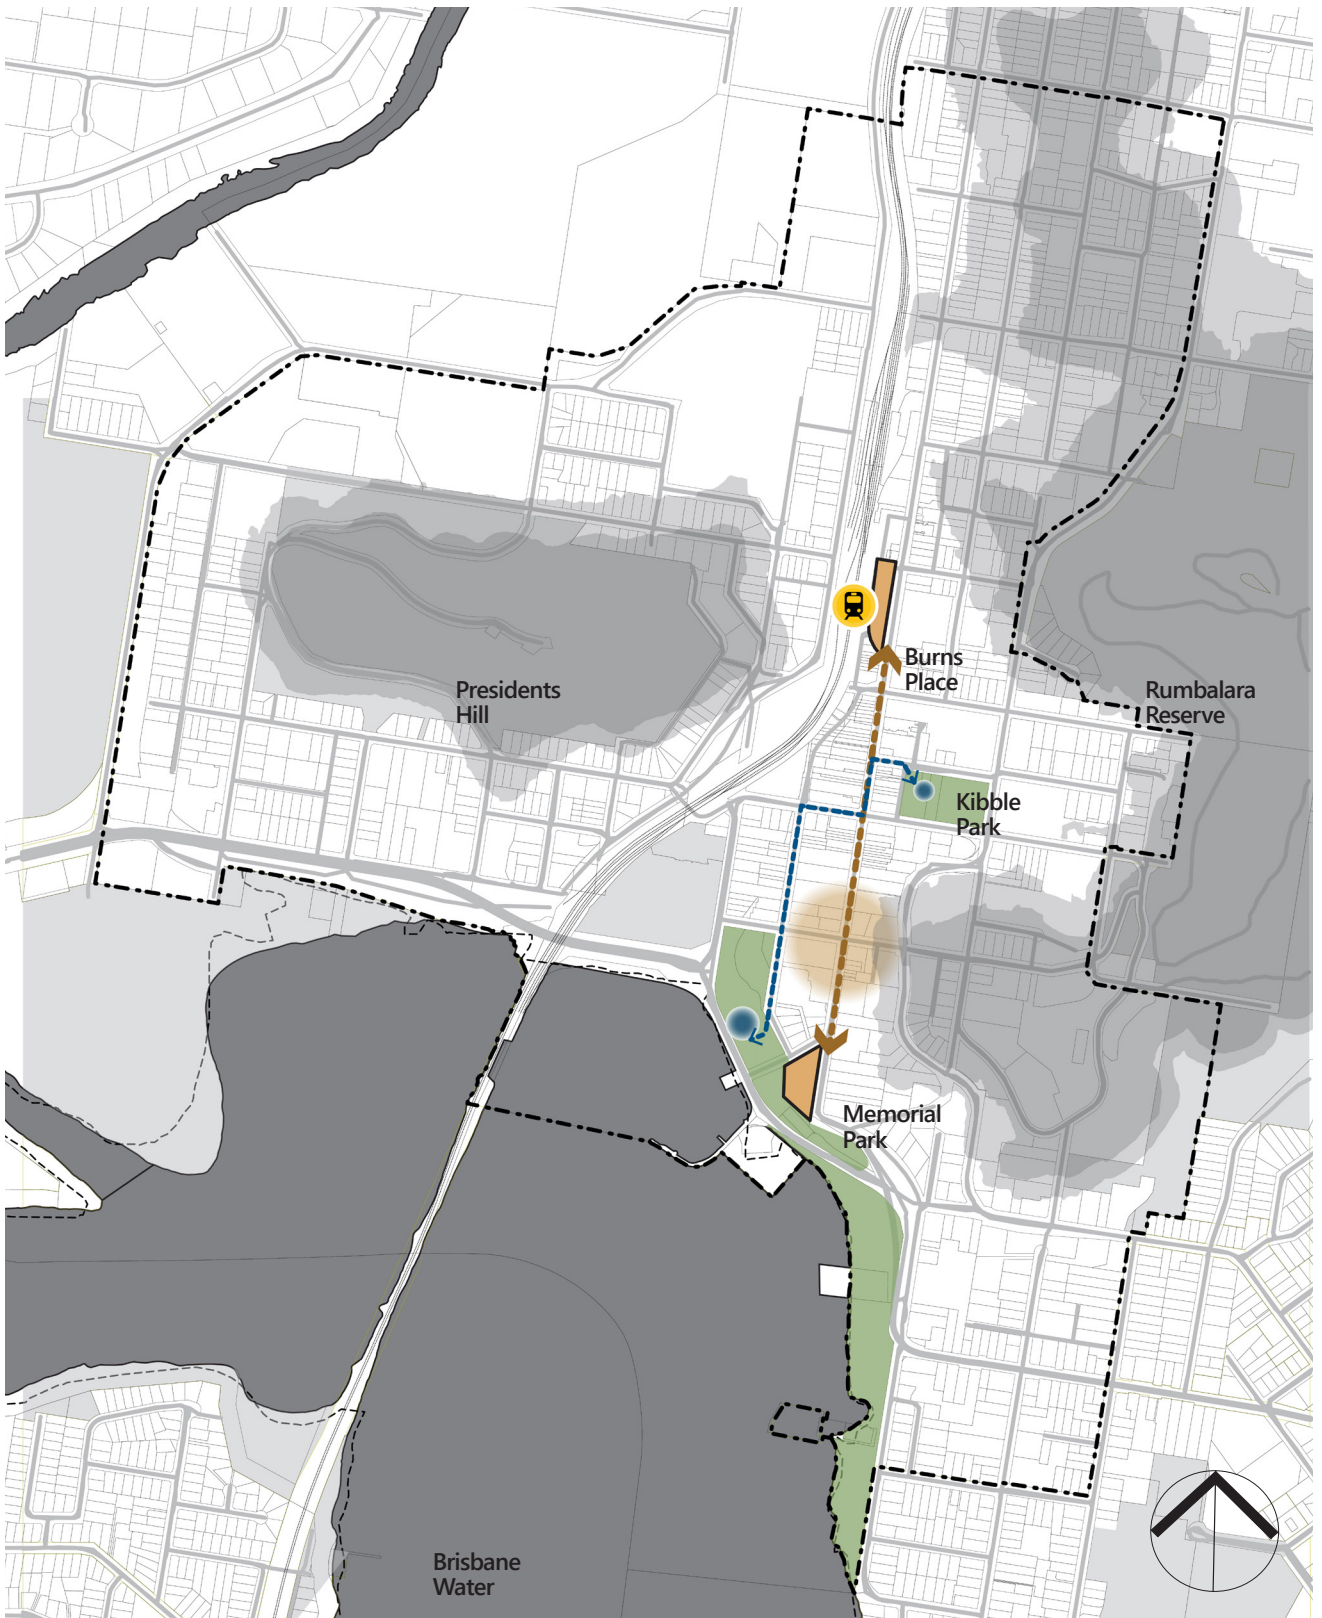 Burns
Place
Presidents
Hill
Rumbalara
Reserve
Kibble
Park
Memorial
Park
Brisbane
Water